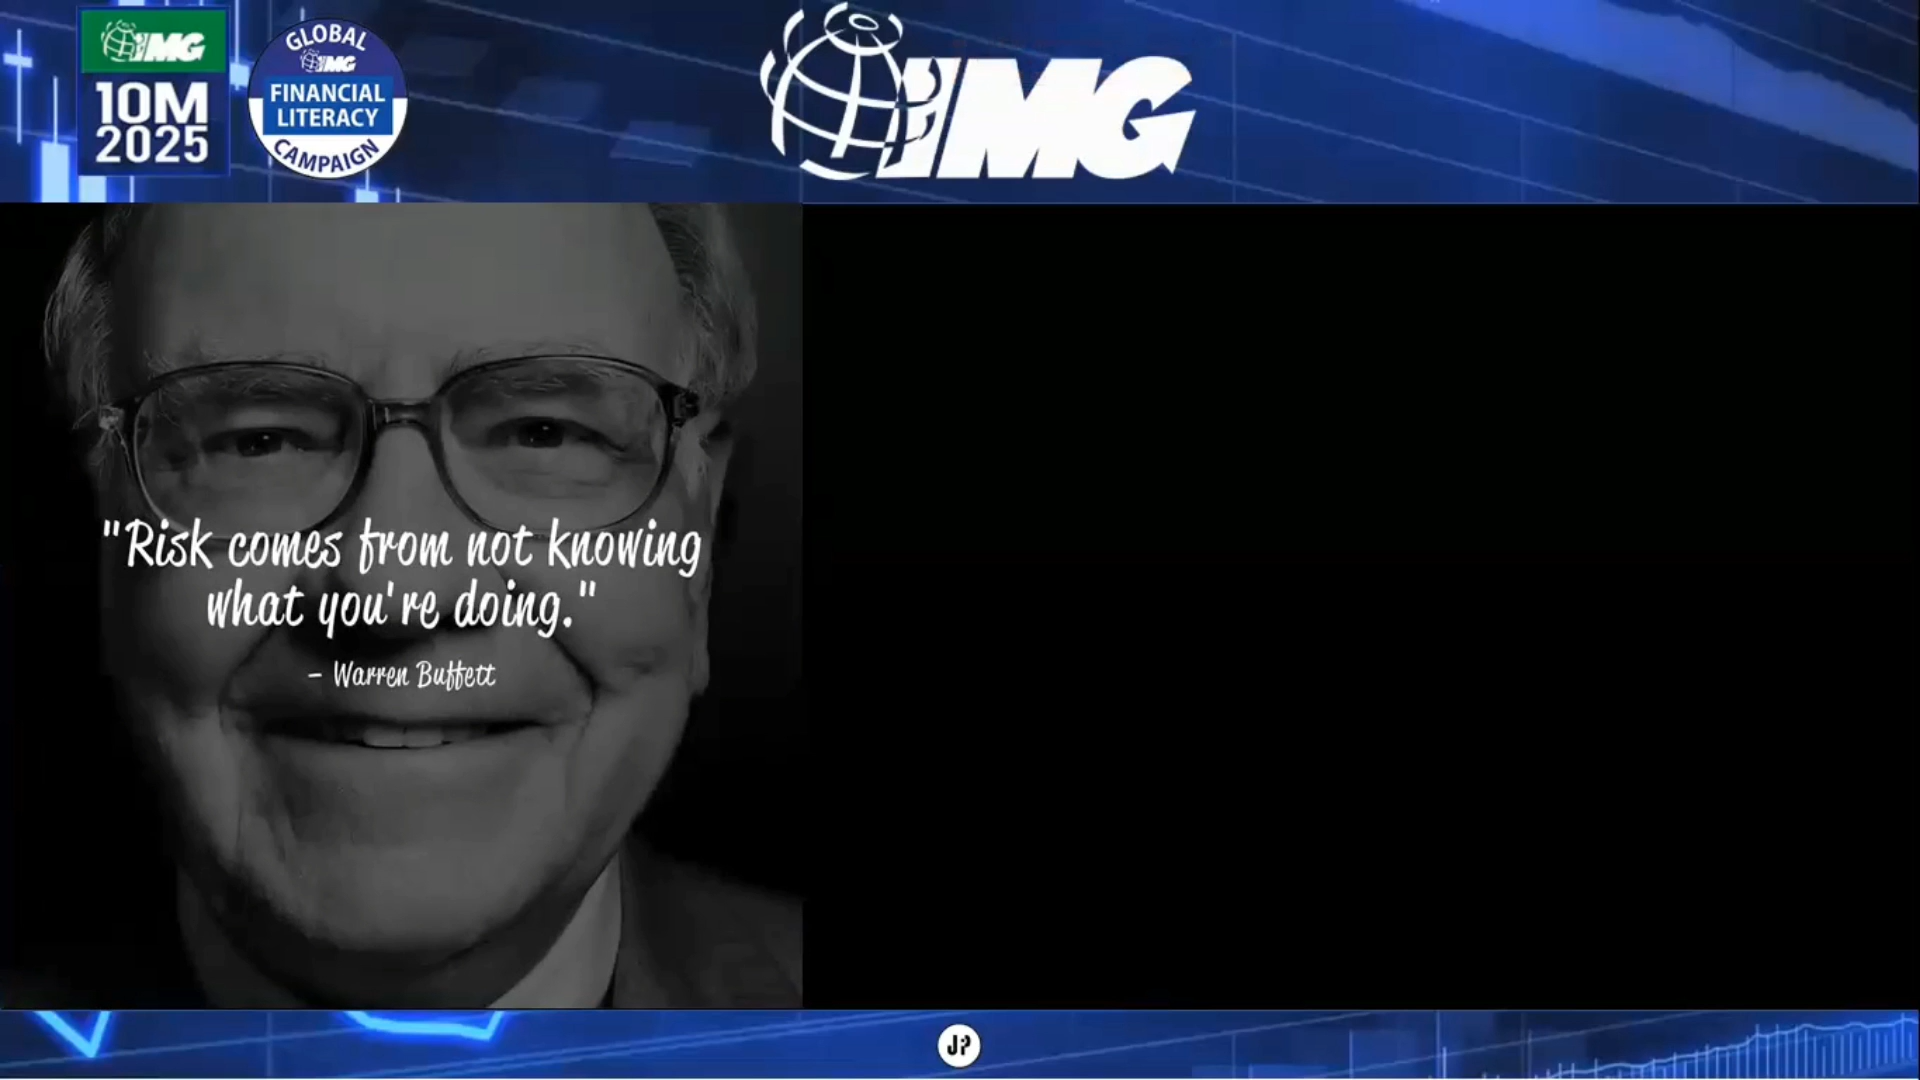 IMG
10M
2025
GLOBAL
IMG
FINANCIAL
LITERACY
CAMPAIGN
IMG
"Risk comes from not knowing
what you're doing."
– Warren Buffett
JP